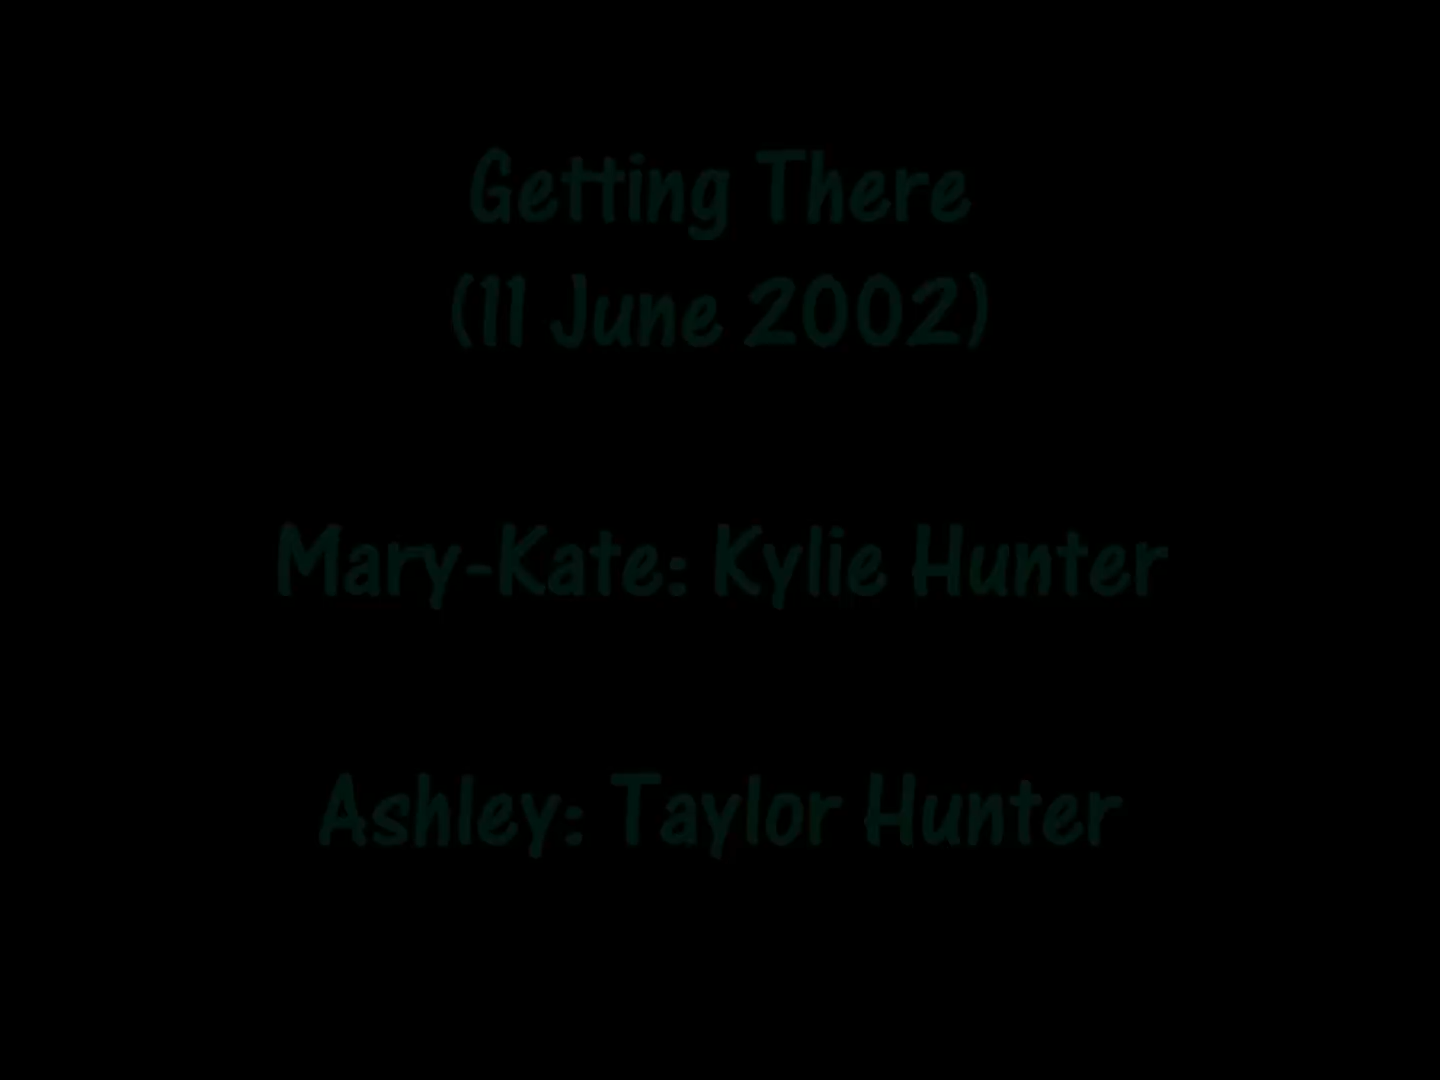 Getting There
(11 June 2002)
Mary-Kate: Kylie Hunter
Ashley: Taylor Hunter